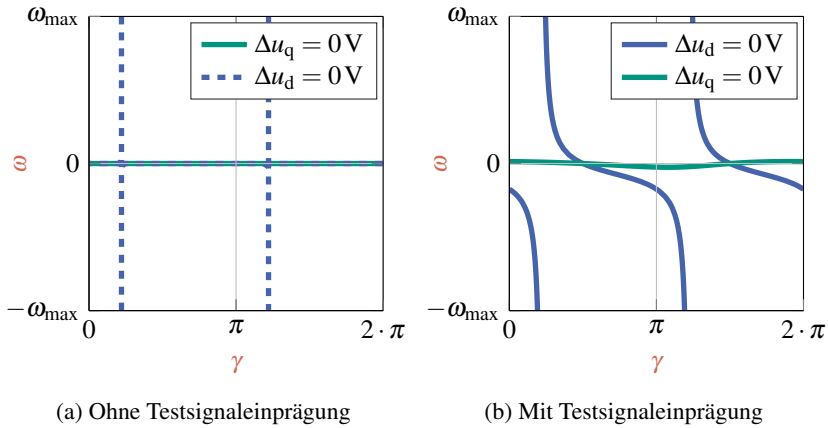 ω_max
0
−ω_max
ω
0
π
2 · π
γ
Δu_q = 0 V
Δu_d = 0 V
(a) Ohne Testsignaleinprägung
ω_max
0
−ω_max
ω
0
π
2 · π
γ
Δu_d = 0 V
Δu_q = 0 V
(b) Mit Testsignaleinprägung